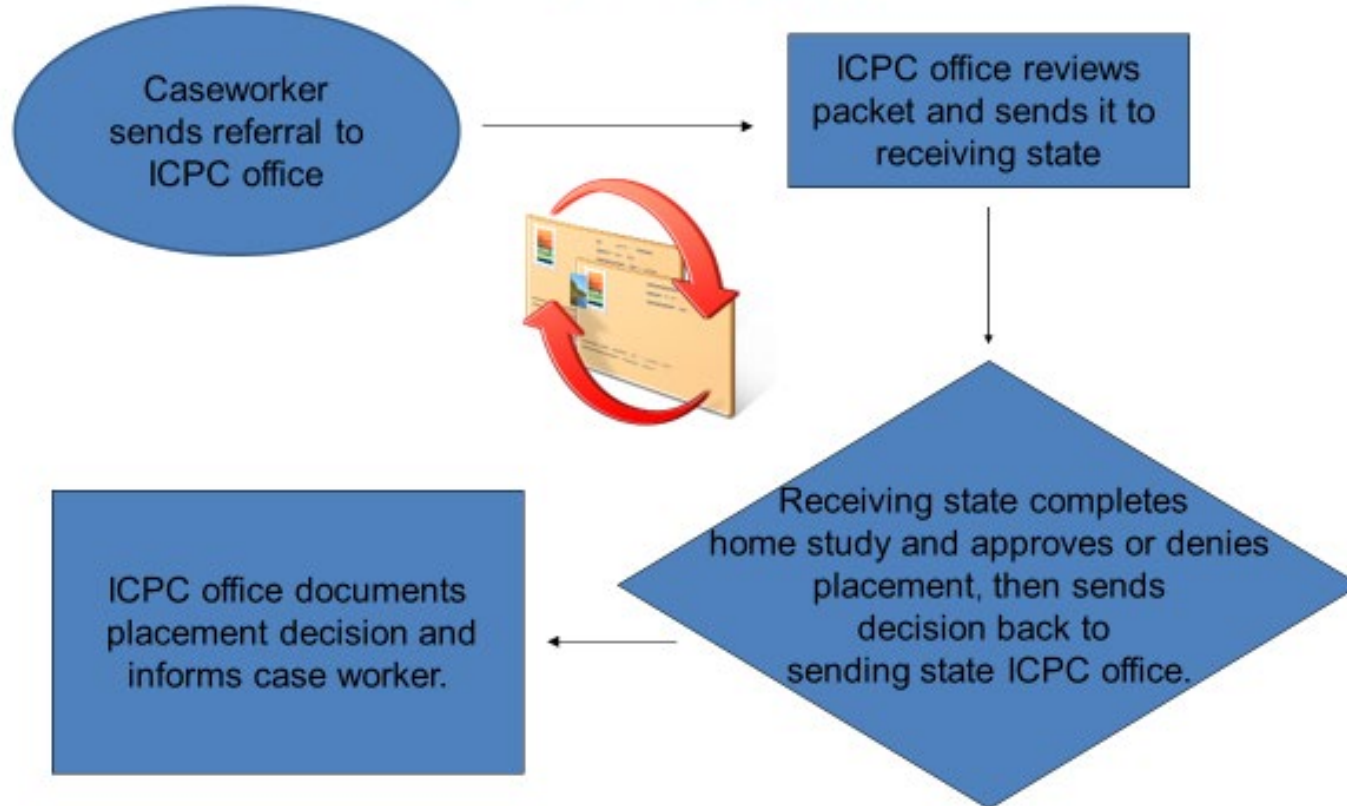 Caseworker
sends referral to
ICPC office
ICPC office reviews
packet and sends it to
receiving state
Receiving state completes
home study and approves or denies
placement, then sends
decision back to
sending state ICPC office.
ICPC office documents
placement decision and
informs case worker.